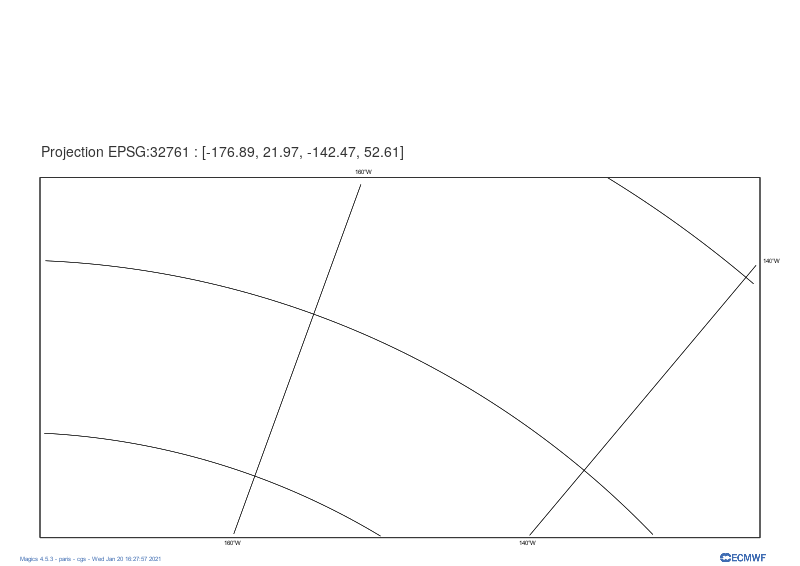 Projection EPSG:32761 : [-176.89, 21.97, -142.47, 52.61]
160°W
140°W
160°W
140°W
Magics 4.5.3 - paris - cgs - Wed Jan 20 16:27:57 2021
ECMWF